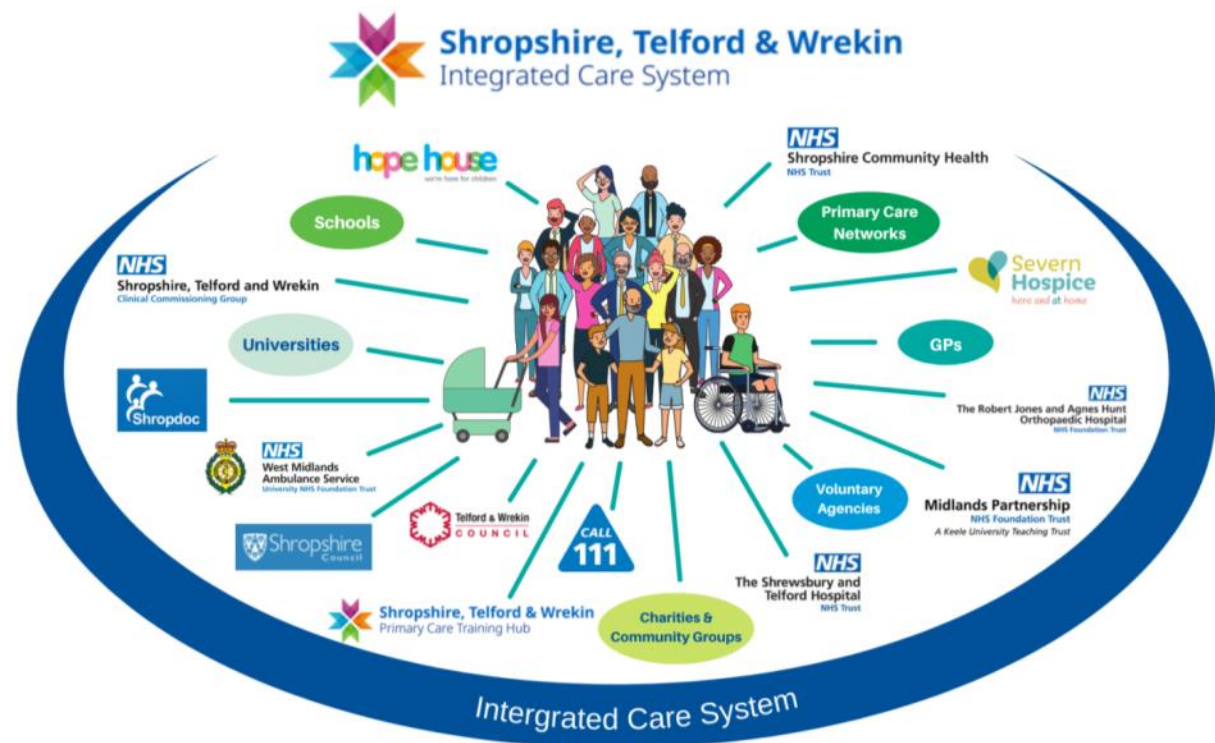 Shropshire, Telford & Wrekin
Integrated Care System
hope house
we're here for children
NHS
Shropshire Community Health
NHS Trust
Schools
Primary Care
Networks
NHS
Shropshire, Telford and Wrekin
Clinical Commissioning Group
Severn
Hospice
here and at home
Universities
GPs
Shropdoc
NHS
The Robert Jones and Agnes Hunt
Orthopaedic Hospital
NHS Foundation Trust
NHS
West Midlands
Ambulance Service
University NHS Foundation Trust
Voluntary
Agencies
NHS
Midlands Partnership
NHS Foundation Trust
A Keele University Teaching Trust
Shropshire
Council
Telford & Wrekin
COUNCIL
CALL
111
NHS
The Shrewsbury and
Telford Hospital
NHS Trust
Shropshire, Telford & Wrekin
Primary Care Training Hub
Charities &
Community Groups
Intergrated Care System